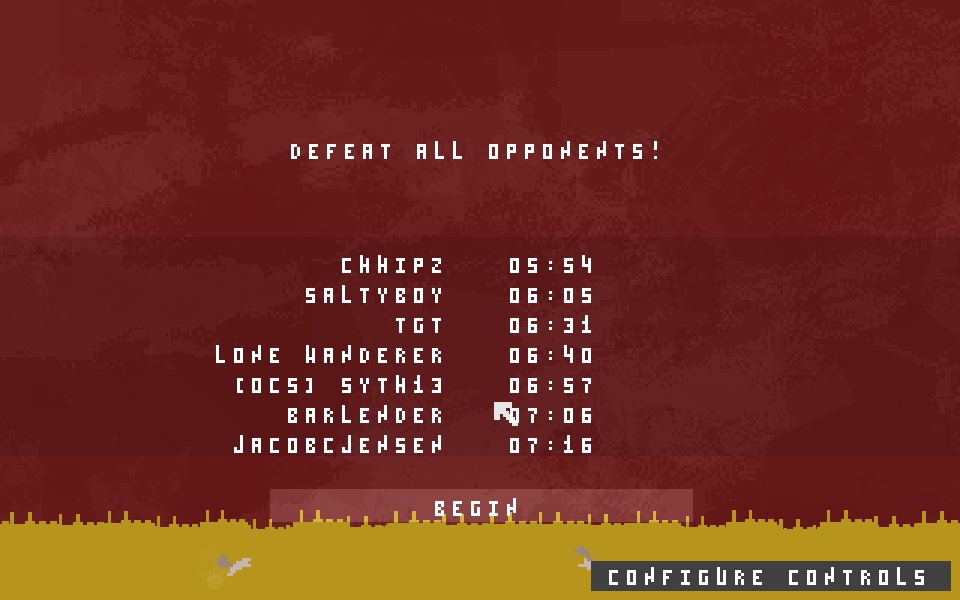 DEFEAT ALL OPPONENTS!
CHHIPZ 05:54
SALTYBOY 06:05
TGT 06:31
LONE WANDERER 06:40
[OCS] SYTH13 06:57
BARLENDER 07:06
JACOBCJENSEN 07:16
BEGIN
CONFIGURE CONTROLS